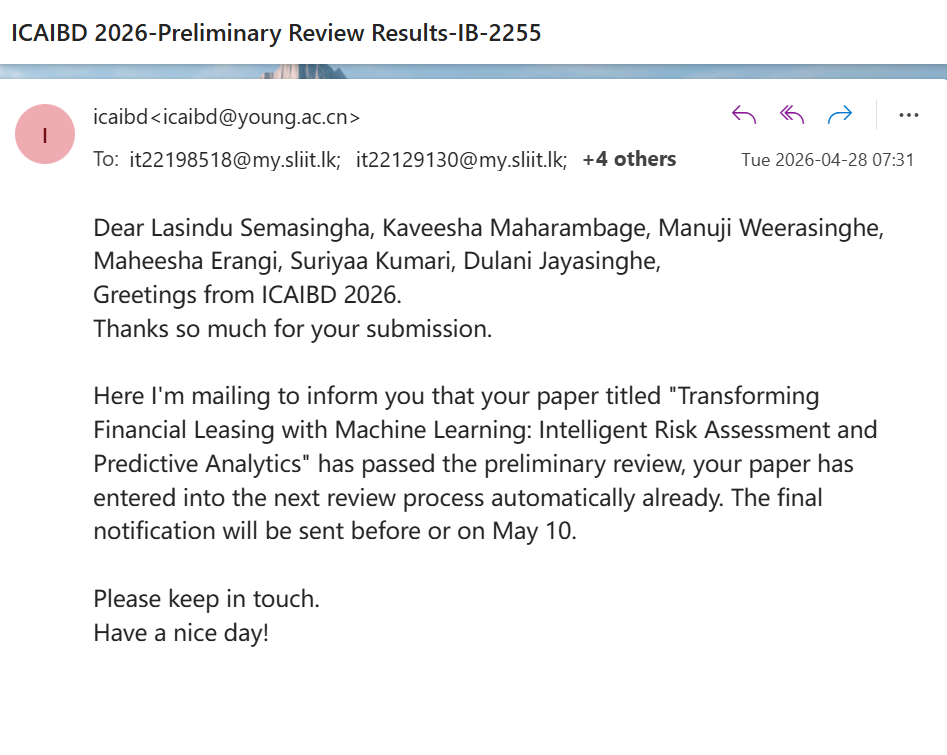 ICAIBD 2026-Preliminary Review Results-IB-2255
I
icaibd<icaibd@young.ac.cn>
To: it22198518@my.sliit.lk; it22129130@my.sliit.lk; +4 others
Tue 2026-04-28 07:31
Dear Lasindu Semasingha, Kaveesha Maharambage, Manuji Weerasinghe,
Maheesha Erangi, Suriyaa Kumari, Dulani Jayasinghe,
Greetings from ICAIBD 2026.
Thanks so much for your submission.
Here I'm mailing to inform you that your paper titled "Transforming
Financial Leasing with Machine Learning: Intelligent Risk Assessment and
Predictive Analytics" has passed the preliminary review, your paper has
entered into the next review process automatically already. The final
notification will be sent before or on May 10.
Please keep in touch.
Have a nice day!